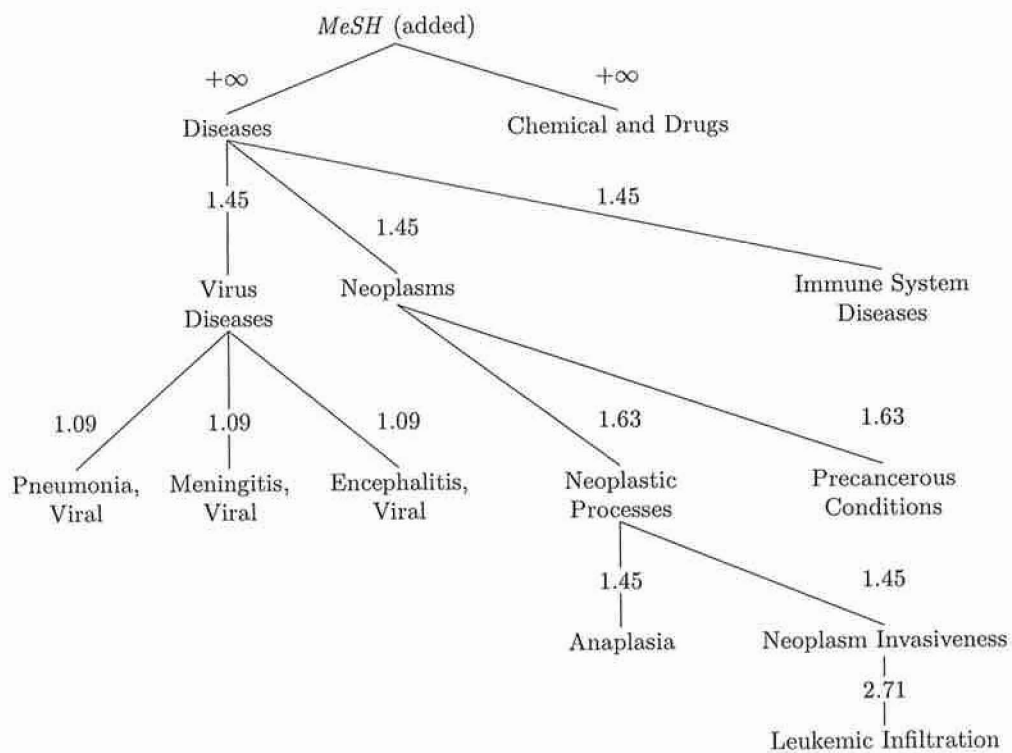 MeSH (added)
+∞ +∞
Diseases Chemical and Drugs
1.45 1.45 1.45
Virus
Diseases
Neoplasms
Immune System
Diseases
1.09 1.09 1.09 1.63 1.63
Pneumonia,
Viral
Meningitis,
Viral
Encephalitis,
Viral
Neoplastic
Processes
Precancerous
Conditions
1.45 1.45
Anaplasia Neoplasm Invasiveness
2.71
Leukemic Infiltration